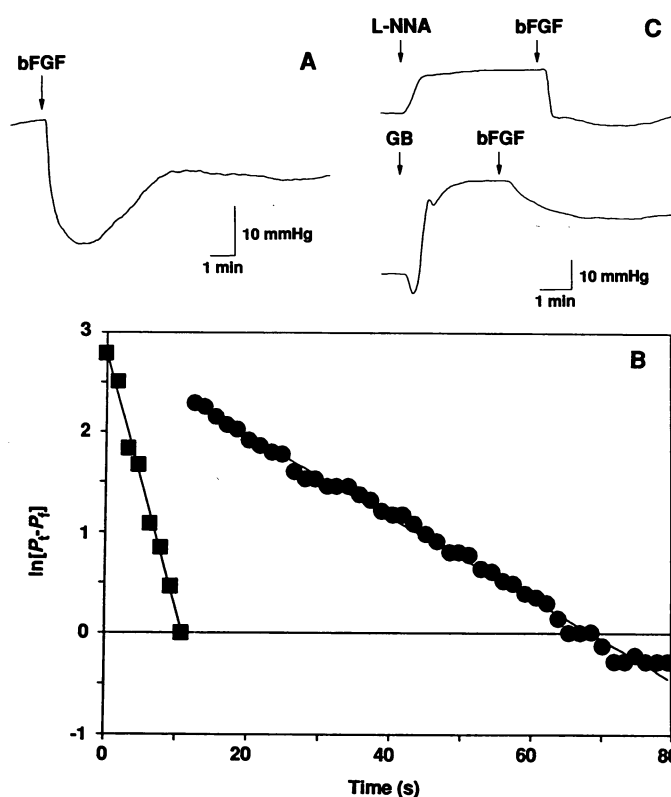 A
bFGF
10 mmHg
1 min
C
L-NNA bFGF
GB bFGF
10 mmHg
1 min
B
3
2
1
0
-1
ln[Pt-Pf]
0 20 40 60 80
Time (s)